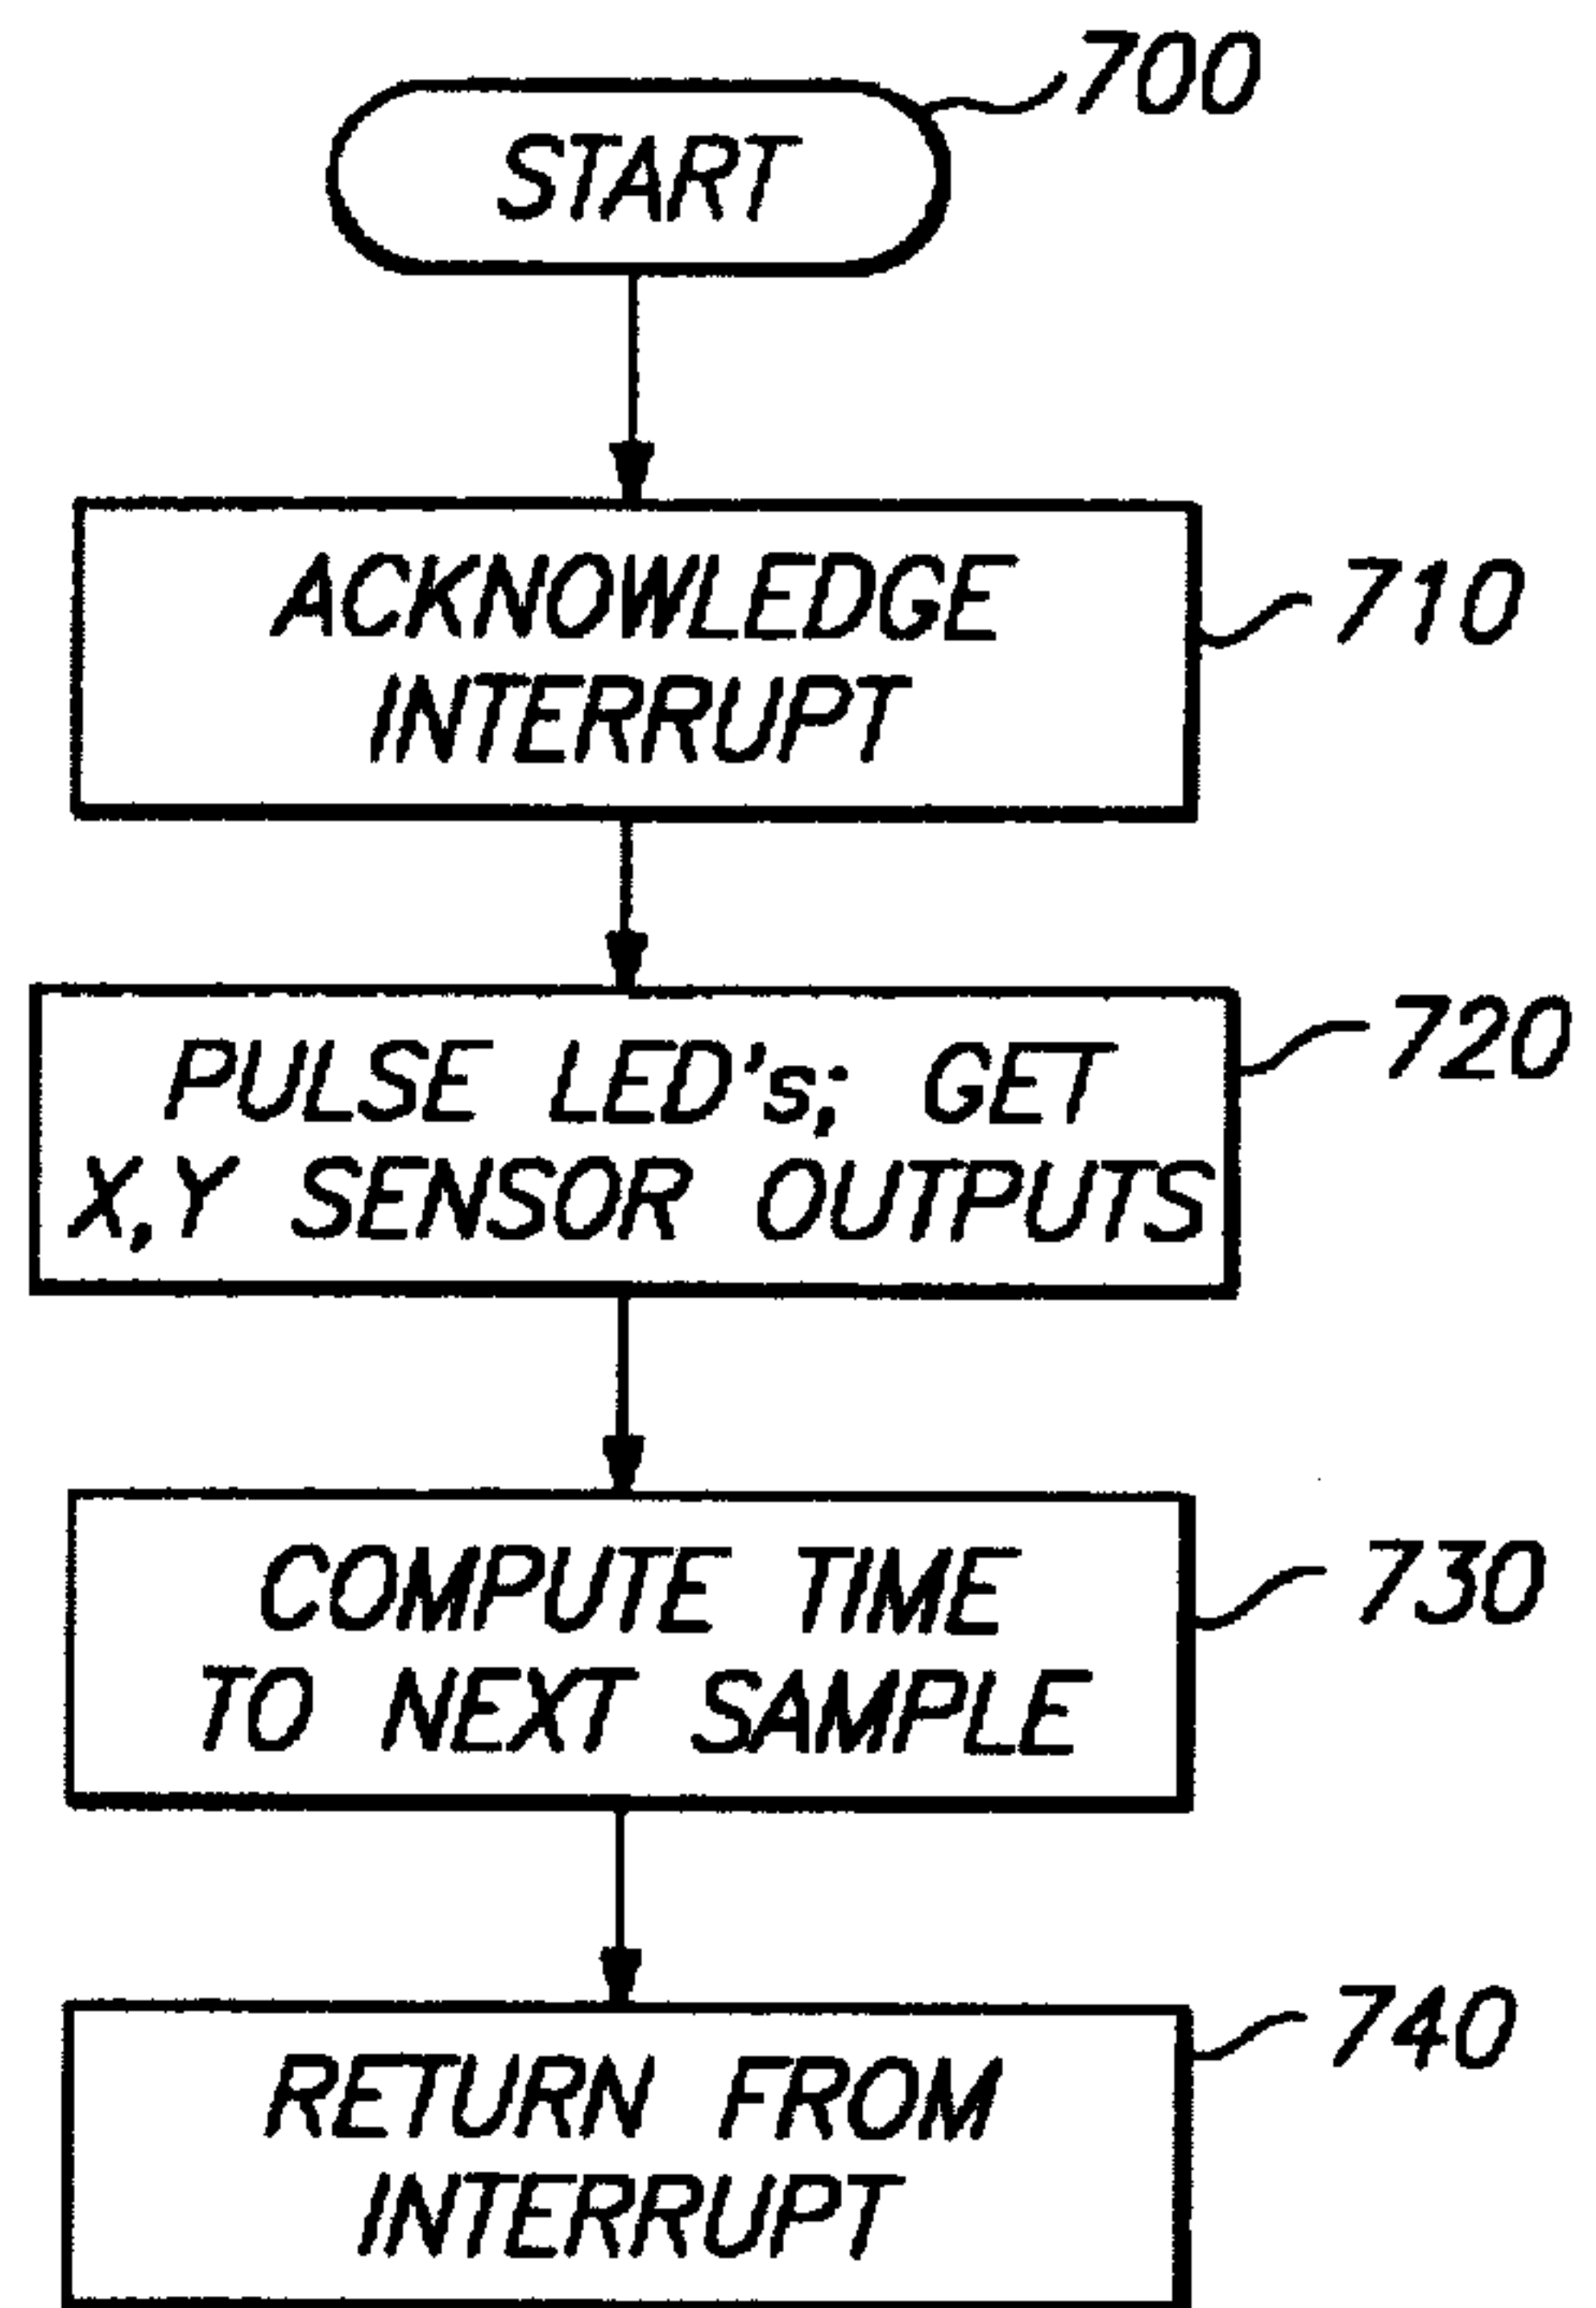 700
START
ACKNOWLEDGE
INTERRUPT
710
PULSE LED's; GET
X,Y SENSOR OUTPUTS
720
COMPUTE TIME
TO NEXT SAMPLE
730
RETURN FROM
INTERRUPT
740